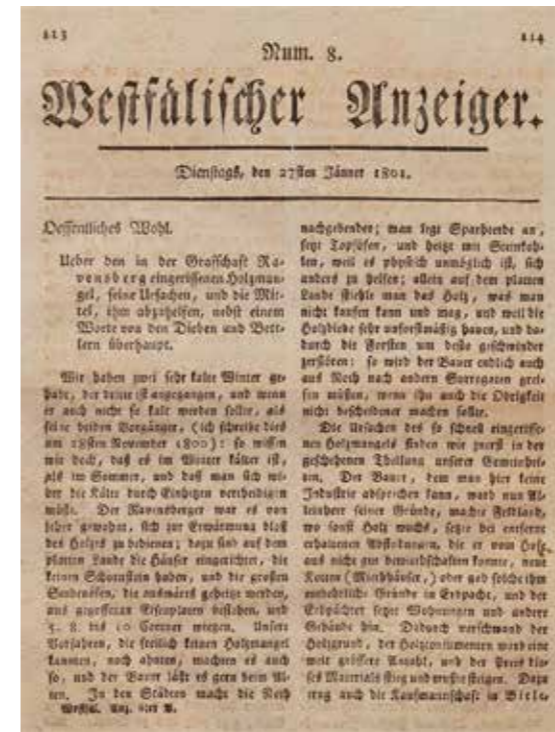 113
114
Num. 8.
Westfälischer Anzeiger.
Dienstags, den 27sten Jänner 1801.
Oeffentliches Wohl.
Ueber den in der Grafschaft Ra-
vensberg eingerissenen Holzman-
gel, seine Ursachen, und die Mit-
tel, ihm abzuhelfen, nebst einem
Worte von den Dieben und Bett-
lern überhaupt.
Wir haben zwei sehr kalte Winter ge-
habt, der dritte ist angegangen, und wenn
er auch nicht so kalt werden sollte, als
seine beiden Vorgänger, (ich schreibe dies
am 18sten November 1800): so wissen
wir doch, daß es im Winter kälter ist,
als im Sommer, und daß man sich wi-
der die Kälte durch Einheitzen vertheidigen
müße. Der Ravensberger war es von
jeher gewohnt, sich zur Erwärmung bloß
des Holzes zu bedienen; dazu sind auf dem
platten Lande die Häuser eingerichtet, die
keinen Schornstein haben, und die großen
Stubenöfen, die auswärts geheitzt werden,
aus gegossenen Eisenplatten bestehen, und
5. 8. bis 10 Centner wiegen. Unsere
Vorfahren, die freilich keinen Holzmangel
kannten, noch ahnten, machten es auch
so, und der Bauer läßt es gern beim Al-
ten. In den Städten macht die Noth
Westfäl. Anz. 6ter B.
nachgebender; man legt Sparheerde an,
setzt Topföfen, und heitzt mit Steinkoh-
len, weil es physisch unmöglich ist, sich
anders zu helfen; allein auf dem platten
Lande stiehlt man das Holz, was man
nicht kaufen kann und mag, und weil die
Holzdiebe sehr unforstmäßig hauen, und da-
durch die Forsten um desto geschwinder
zerstören: so wird der Bauer endlich auch
aus Noth nach andern Surrogaten grei-
fen müssen, wenn ihn auch die Obrigkeit
nicht bescheidener machen sollte.
Die Ursachen des so schnell eingerisse-
nen Holzmangels finden wir zuerst in der
geschehenen Theilung unserer Gemeinhei-
ten. Der Bauer, dem man hier keine
Industrie absprechen kann, ward nun Al-
leinherr seiner Gründe, machte Feldland,
wo sonst Holz wuchs, setzte bei entfernt
erhaltenen Abfindungen, die er vom Hofe
aus nicht gut bewirthschaften konnte, neue
Kotten (Miethhäuser,) oder gab solche ihm
entbehrliche Gründe in Erbpacht, und der
Erbpächter setzte Wohnungen und andere
Gebäude hin. Dadurch verschwand der
Holzgrund, der Holzconsumenten ward eine
weit größere Anzahl, und der Preis die-
ses Materials stieg und mußte steigen. Dazu
trug auch die Kaufmannschaft in Biele-